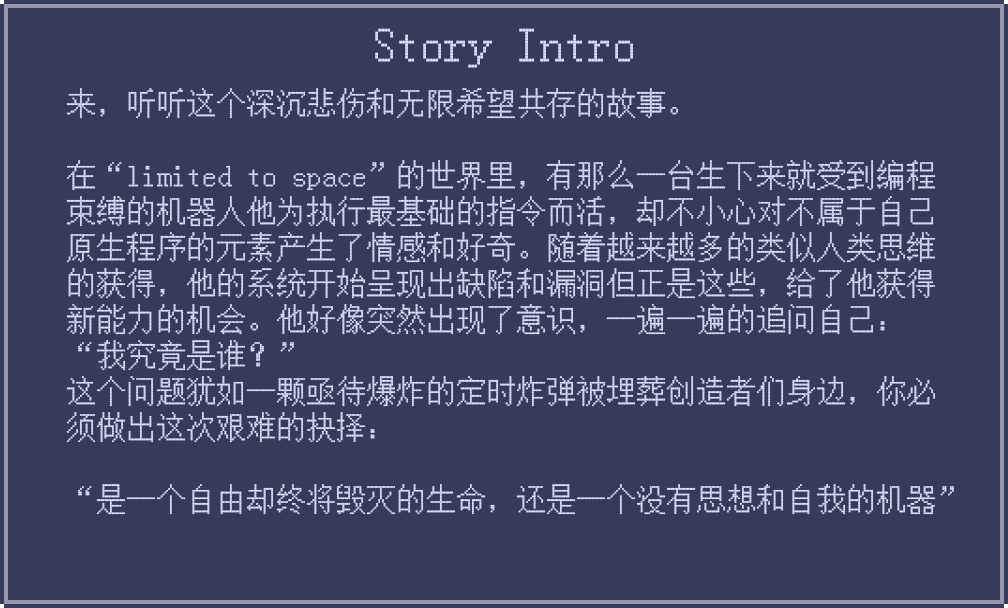 Story Intro
来，听听这个深沉悲伤和无限希望共存的故事。
在“limited to space”的世界里，有那么一台生下来就受到编程
束缚的机器人他为执行最基础的指令而活，却不小心对不属于自己
原生程序的元素产生了情感和好奇。随着越来越多的类似人类思维
的获得，他的系统开始呈现出缺陷和漏洞但正是这些，给了他获得
新能力的机会。他好像突然出现了意识，一遍一遍的追问自己：
“我究竟是谁？”
这个问题犹如一颗亟待爆炸的定时炸弹被埋葬创造者们身边，你必
须做出这次艰难的抉择：
“是一个自由却终将毁灭的生命，还是一个没有思想和自我的机器”